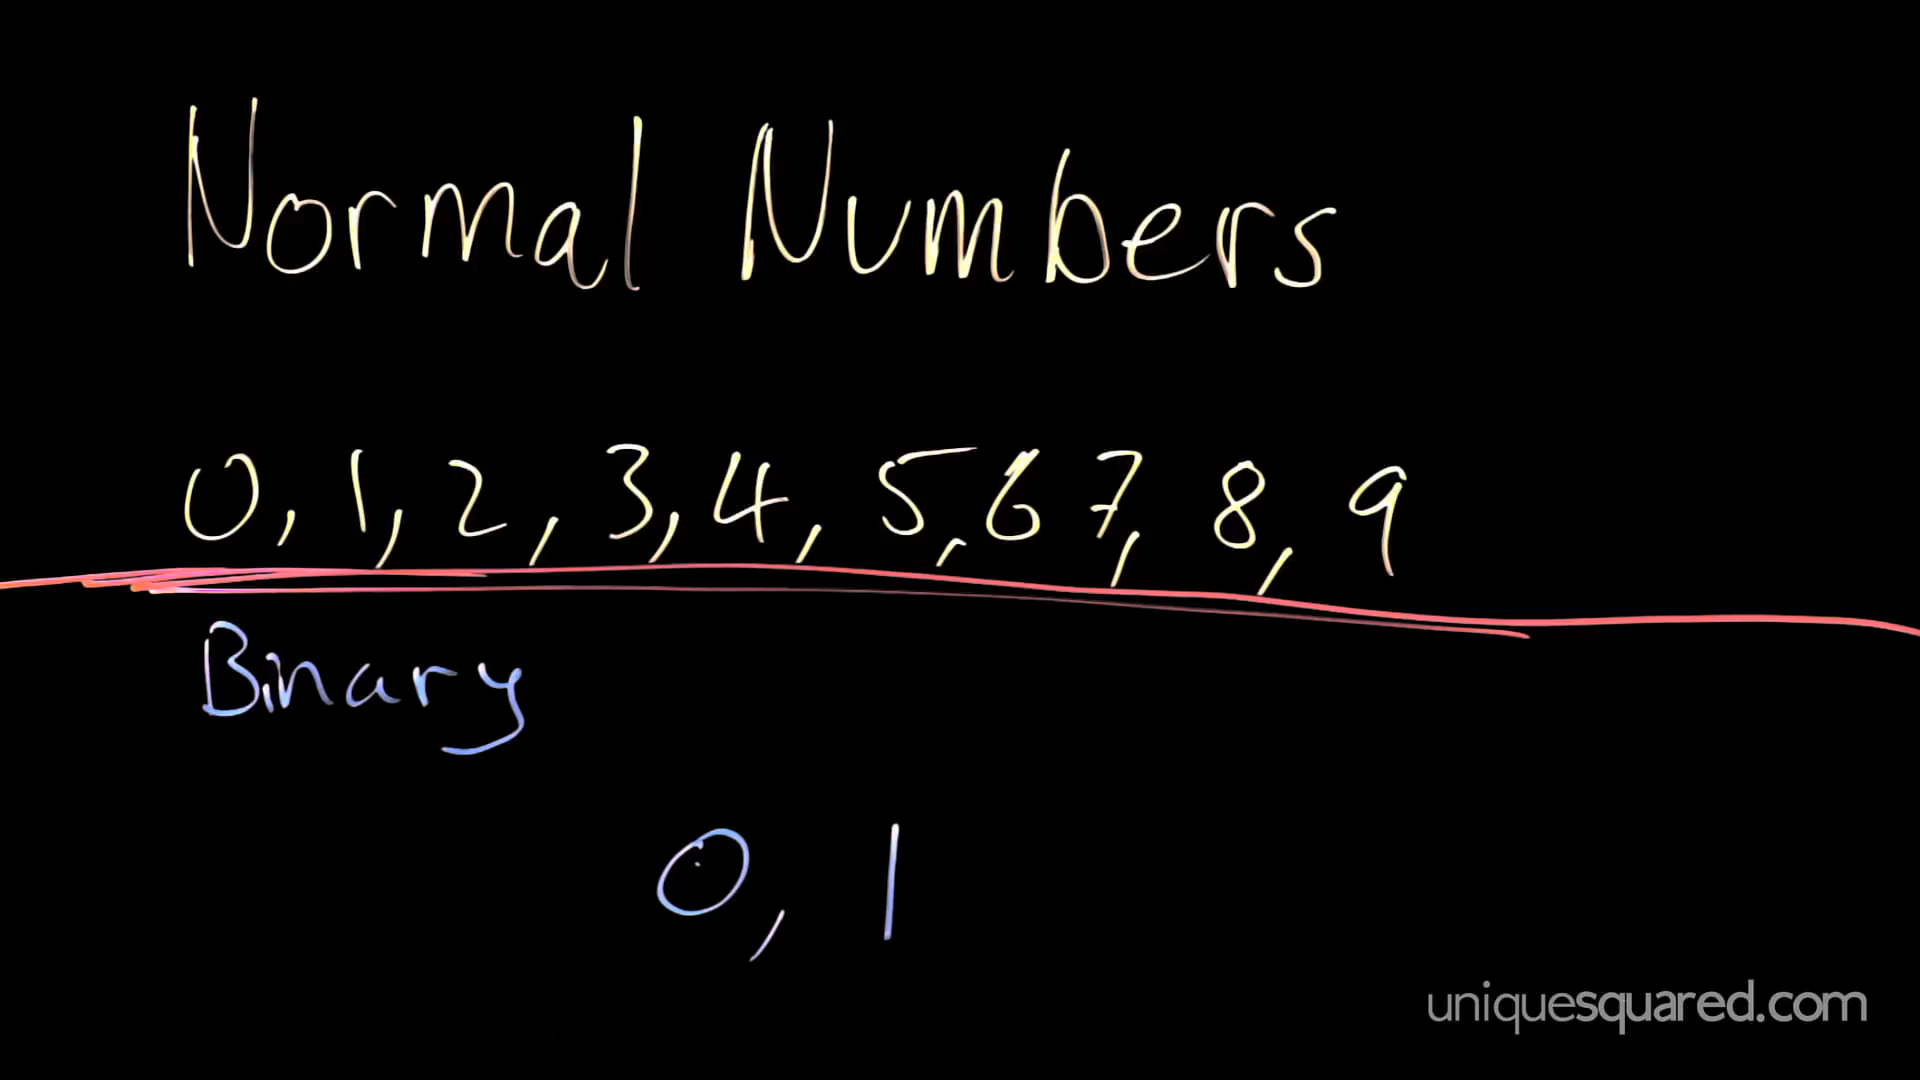 Normal Numbers
0, 1, 2, 3, 4, 5, 6 7, 8, 9
Binary
0, 1
uniquesquared.com